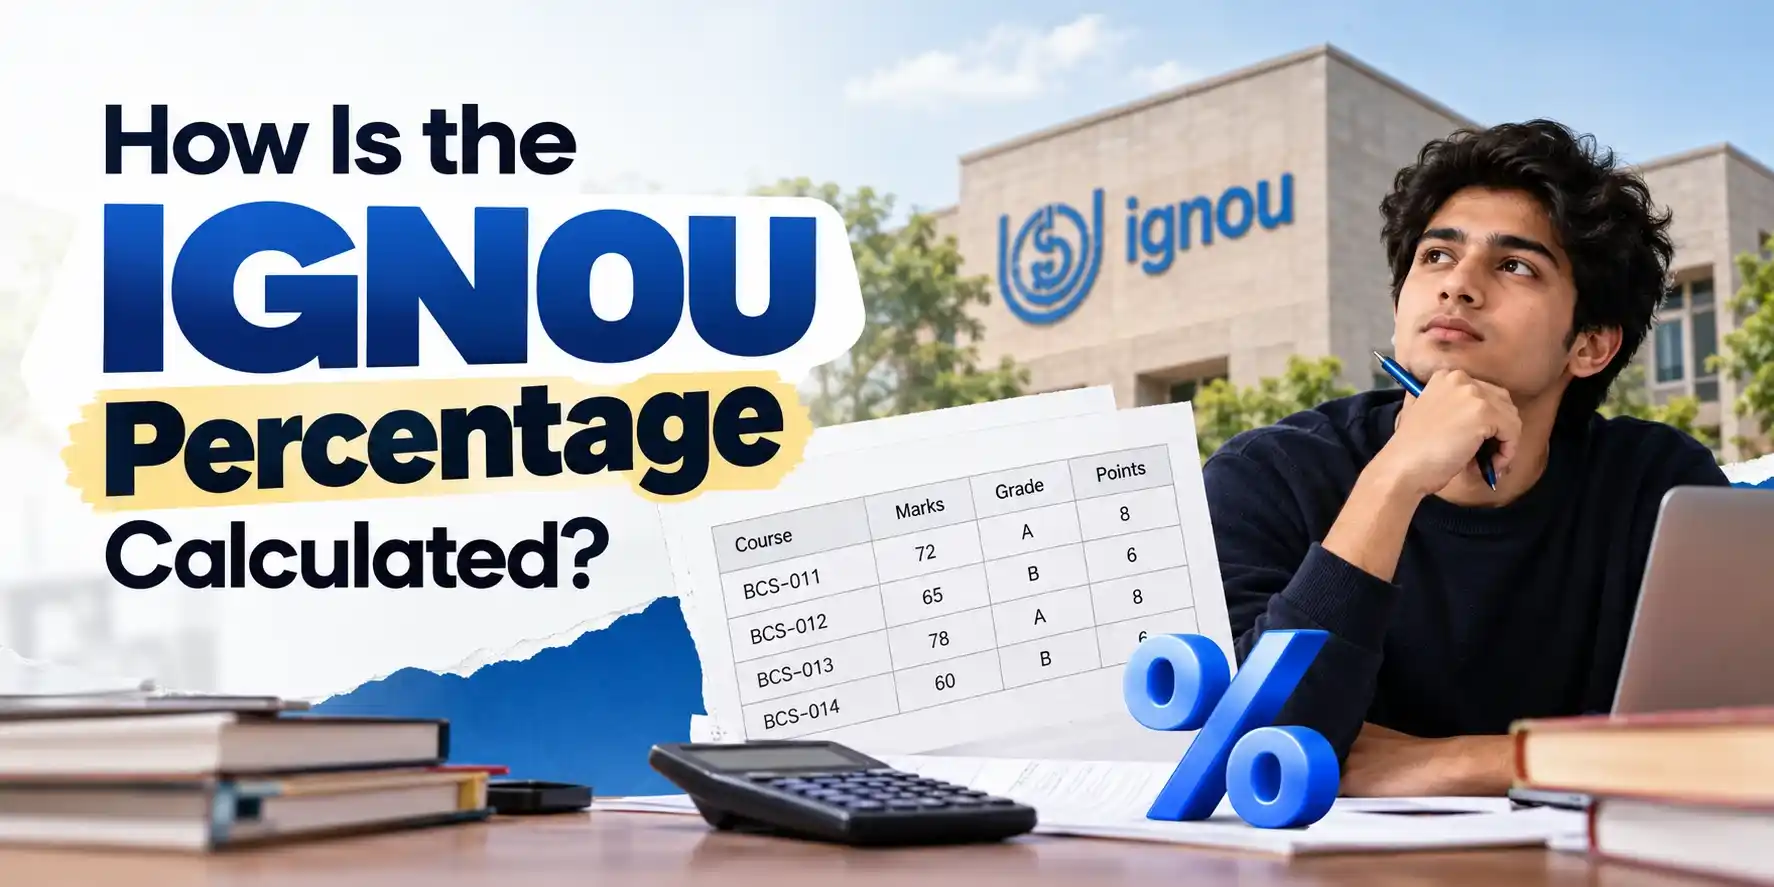 How Is the
IGNOU
Percentage
Calculated?
ignou
Course Marks Grade Points
BCS-011 72 A 8
BCS-012 65 B 6
BCS-013 78 A 8
BCS-014 60 B 6
%